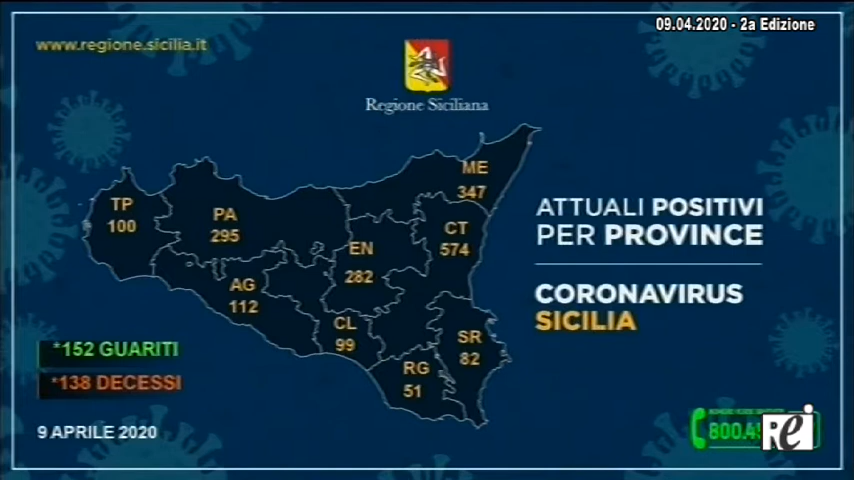 09.04.2020 - 2a Edizione
www.regione.sicilia.it
Regione Siciliana
ME
347
TP
100
PA
295
CT
574
EN
282
AG
112
CL
99
SR
82
RG
51
ATTUALI POSITIVI
PER PROVINCE
CORONAVIRUS
SICILIA
*152 GUARITI
*138 DECESSI
9 APRILE 2020
800.4
Rei